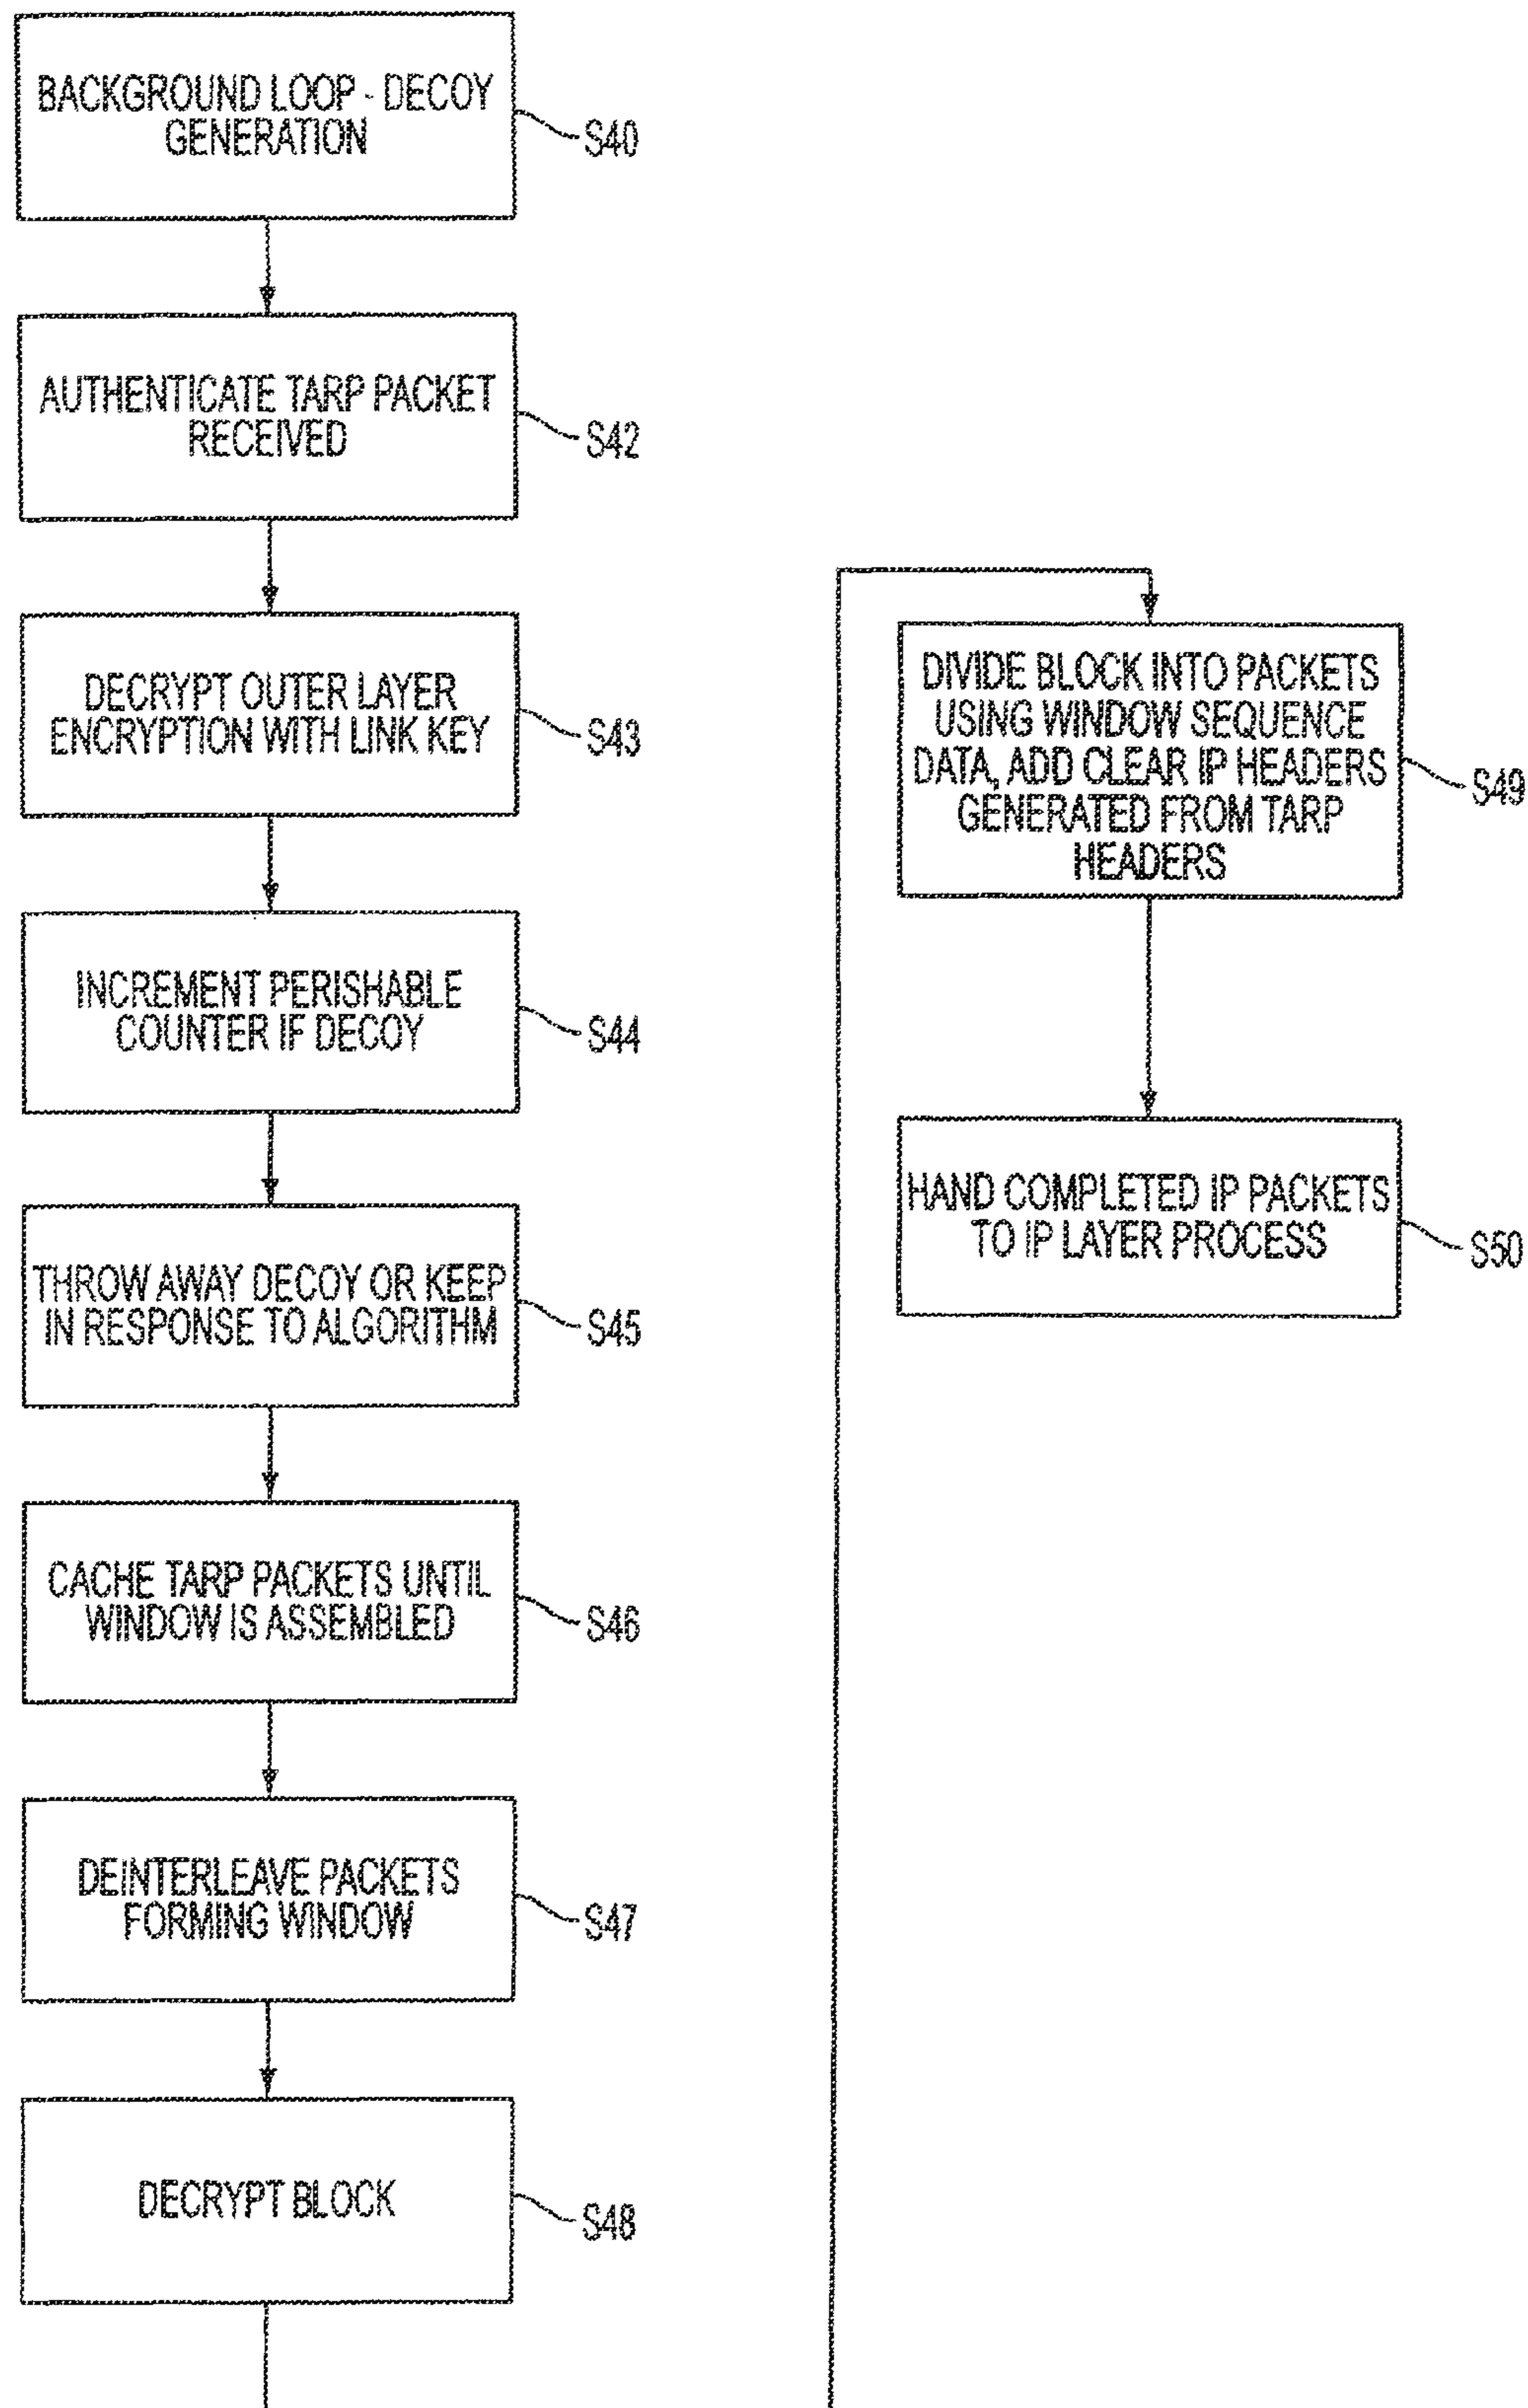 BACKGROUND LOOP - DECOY
GENERATION
S40
AUTHENTICATE TARP PACKET
RECEIVED
S42
DECRYPT OUTER LAYER
ENCRYPTION WITH LINK KEY
S43
INCREMENT PERISHABLE
COUNTER IF DECOY
S44
THROW AWAY DECOY OR KEEP
IN RESPONSE TO ALGORITHM
S45
CACHE TARP PACKETS UNTIL
WINDOW IS ASSEMBLED
S46
DEINTERLEAVE PACKETS
FORMING WINDOW
S47
DECRYPT BLOCK
S48
DIVIDE BLOCK INTO PACKETS
USING WINDOW SEQUENCE
DATA, ADD CLEAR IP HEADERS
GENERATED FROM TARP
HEADERS
S49
HAND COMPLETED IP PACKETS
TO IP LAYER PROCESS
S50